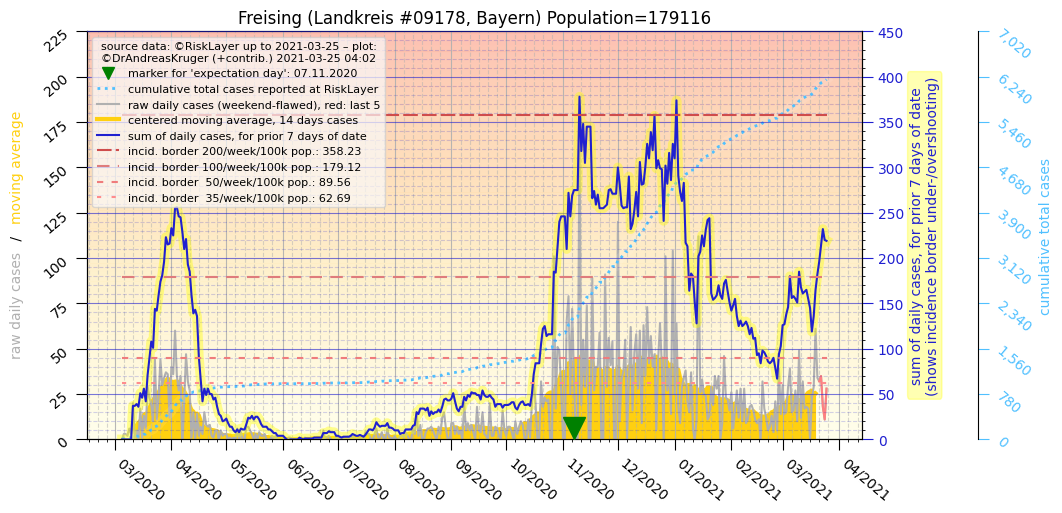 Freising (Landkreis #09178, Bayern) Population=179116
source data: ©RiskLayer up to 2021-03-25 – plot:
©DrAndreasKruger (+contrib.) 2021-03-25 04:02
marker for 'expectation day': 07.11.2020
cumulative total cases reported at RiskLayer
raw daily cases (weekend-flawed), red: last 5
centered moving average, 14 days cases
sum of daily cases, for prior 7 days of date
incid. border 200/week/100k pop.: 358.23
incid. border 100/week/100k pop.: 179.12
incid. border  50/week/100k pop.: 89.56
incid. border  35/week/100k pop.: 62.69
raw daily cases  /  moving average
225
200
175
150
125
100
75
50
25
0
03/2020
04/2020
05/2020
06/2020
07/2020
08/2020
09/2020
10/2020
11/2020
12/2020
01/2021
02/2021
03/2021
04/2021
450
400
350
300
250
200
150
100
50
0
sum of daily cases, for prior 7 days of date
(shows incidence border under-/overshooting)
7,020
6,240
5,460
4,680
3,900
3,120
2,340
1,560
780
0
cumulative total cases